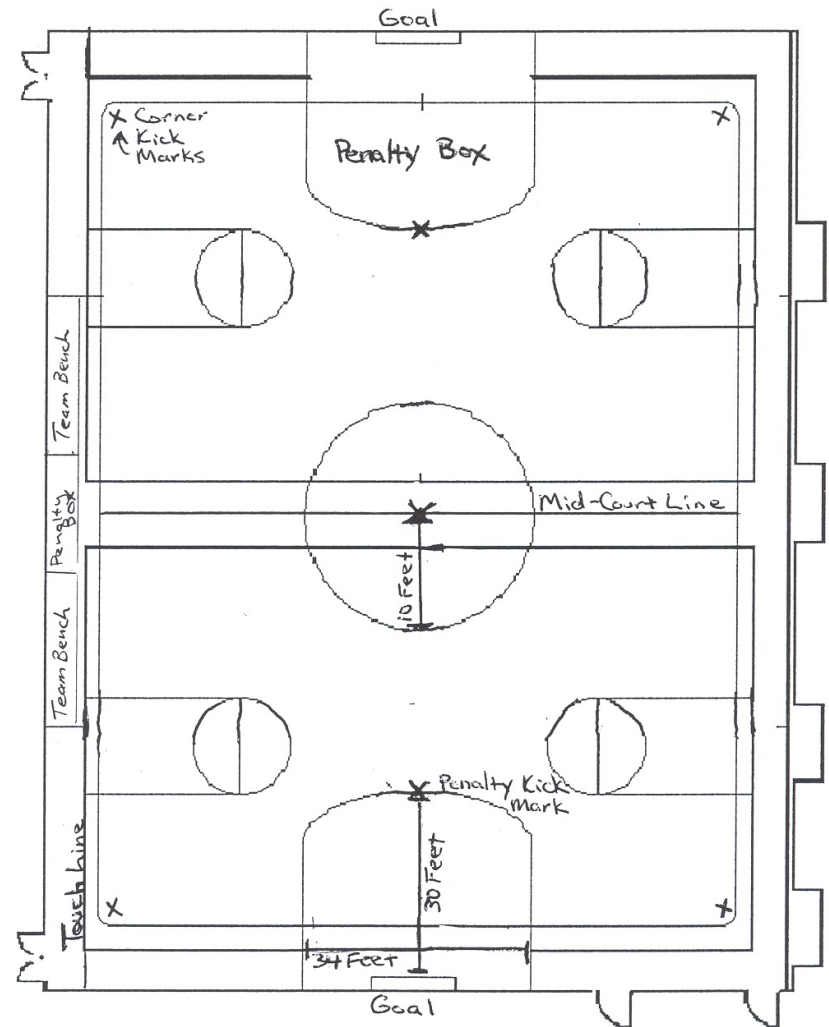 Goal
X Corner
Kick
Marks
X
Penalty Box
X
Team Bench
Penalty
Box
Team Bench
Mid-Court Line
10 Feet
X Penalty Kick
Mark
30 Feet
Touch Line
X
X
34 Feet
Goal